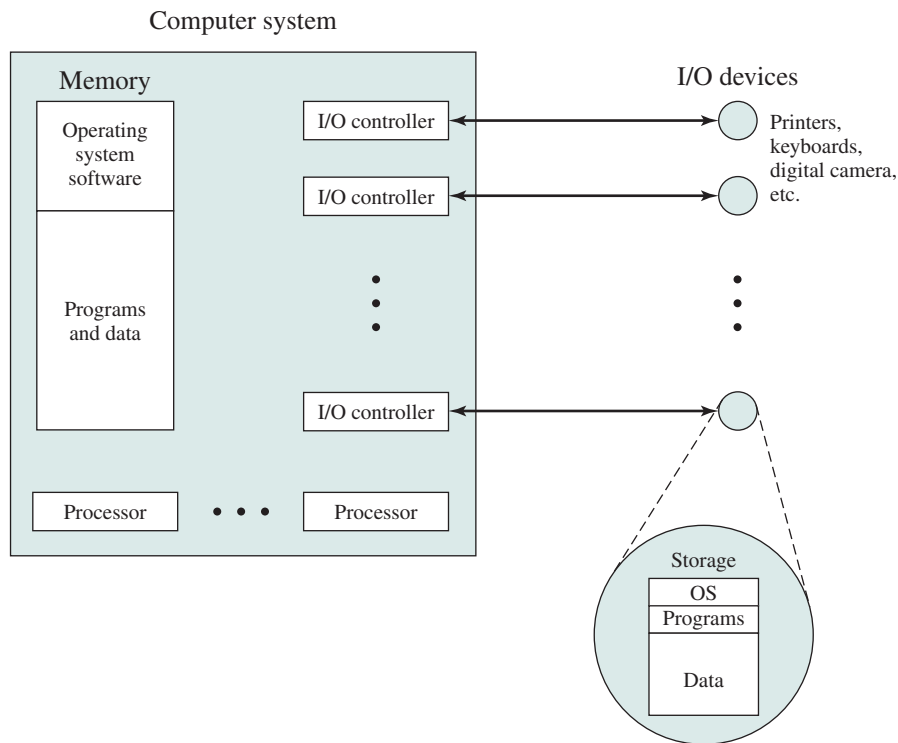 Computer system
Memory
Operating
system
software
Programs
and data
I/O controller
I/O controller
I/O controller
Processor
Processor
I/O devices
Printers,
keyboards,
digital camera,
etc.
Storage
OS
Programs
Data